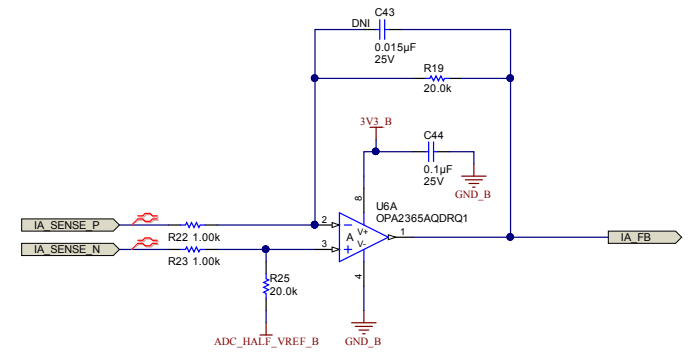 C43
DNI
0.015µF
25V
R19
20.0k
3V3_B
C44
0.1µF
25V
GND_B
8
U6A
OPA2365AQDRQ1
IA_SENSE_P
R22 1.00k
2
V+
A
V-
1
IA_FB
IA_SENSE_N
R23 1.00k
3
4
R25
20.0k
ADC_HALF_VREF_B
GND_B